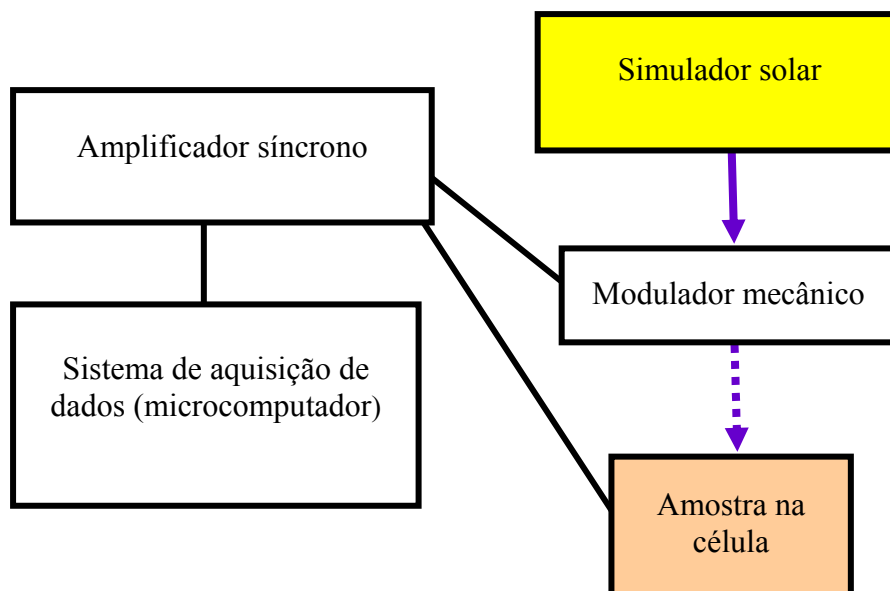 Simulador solar
Amplificador síncrono
Modulador mecânico
Sistema de aquisição de
dados (microcomputador)
Amostra na
célula